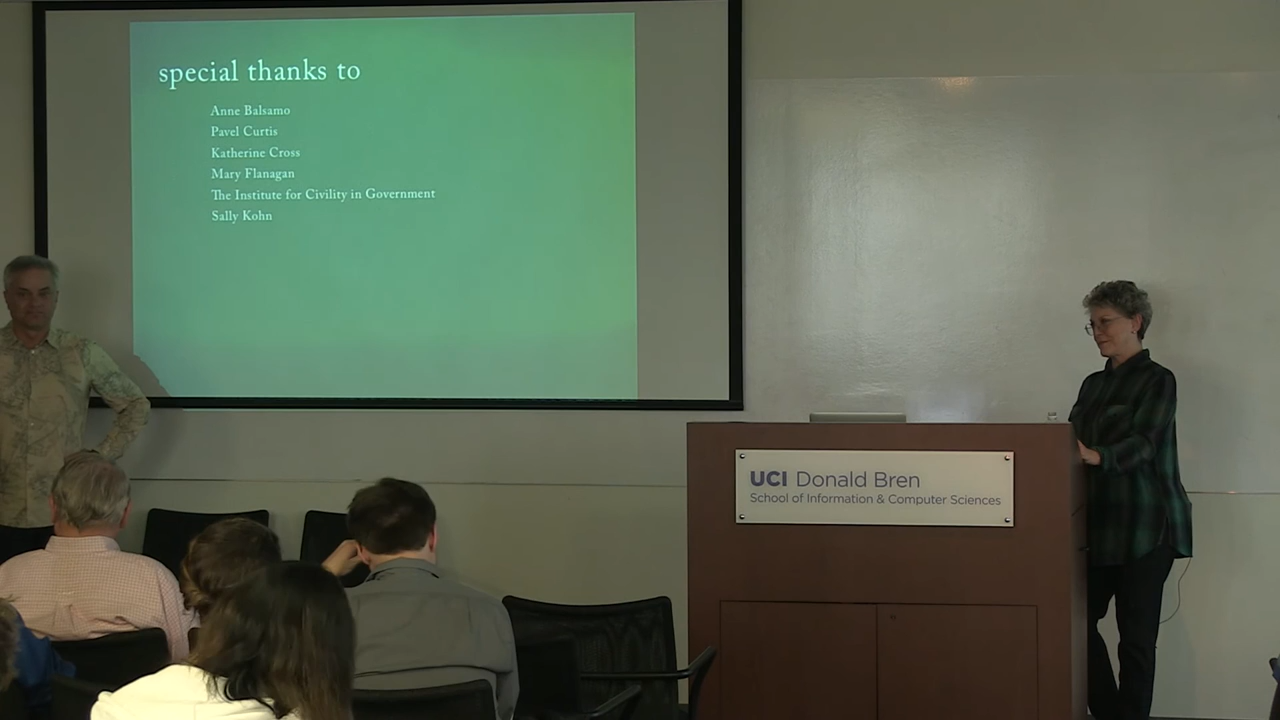 special thanks to
Anne Balsamo
Pavel Curtis
Katherine Cross
Mary Flanagan
The Institute for Civility in Government
Sally Kohn
UCI Donald Bren
School of Information & Computer Sciences